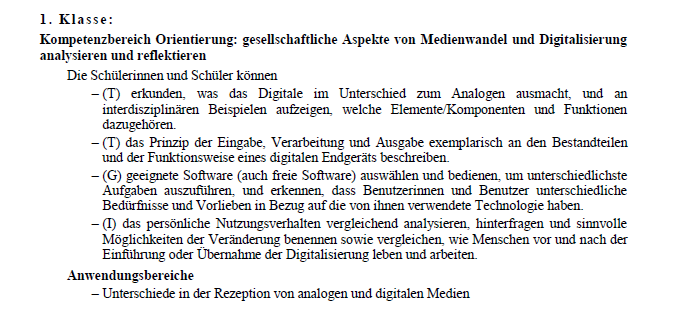 1. Klasse:
Kompetenzbereich Orientierung: gesellschaftliche Aspekte von Medienwandel und Digitalisierung
analysieren und reflektieren
Die Schülerinnen und Schüler können
– (T) erkunden, was das Digitale im Unterschied zum Analogen ausmacht, und an
interdisziplinären Beispielen aufzeigen, welche Elemente/Komponenten und Funktionen
dazugehören.
– (T) das Prinzip der Eingabe, Verarbeitung und Ausgabe exemplarisch an den Bestandteilen
und der Funktionsweise eines digitalen Endgeräts beschreiben.
– (G) geeignete Software (auch freie Software) auswählen und bedienen, um unterschiedlichste
Aufgaben auszuführen, und erkennen, dass Benutzerinnen und Benutzer unterschiedliche
Bedürfnisse und Vorlieben in Bezug auf die von ihnen verwendete Technologie haben.
– (I) das persönliche Nutzungsverhalten vergleichend analysieren, hinterfragen und sinnvolle
Möglichkeiten der Veränderung benennen sowie vergleichen, wie Menschen vor und nach der
Einführung oder Übernahme der Digitalisierung leben und arbeiten.
Anwendungsbereiche
– Unterschiede in der Rezeption von analogen und digitalen Medien